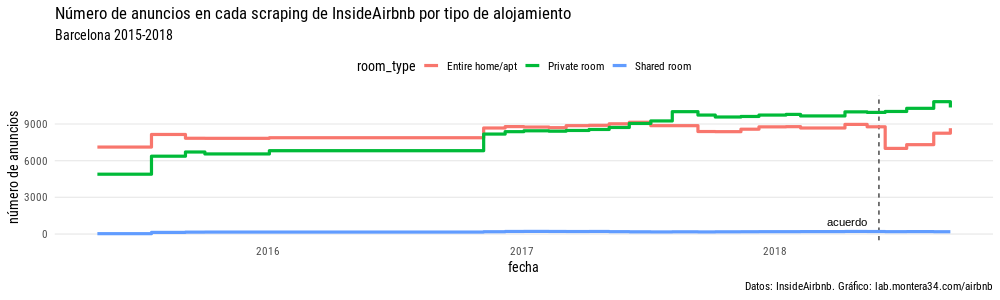 Número de anuncios en cada scraping de InsideAirbnb por tipo de alojamiento
Barcelona 2015-2018
room_type Entire home/apt Private room Shared room
número de anuncios
9000
6000
3000
0
acuerdo
2016 2017 2018
fecha
Datos: InsideAirbnb. Gráfico: lab.montera34.com/airbnb